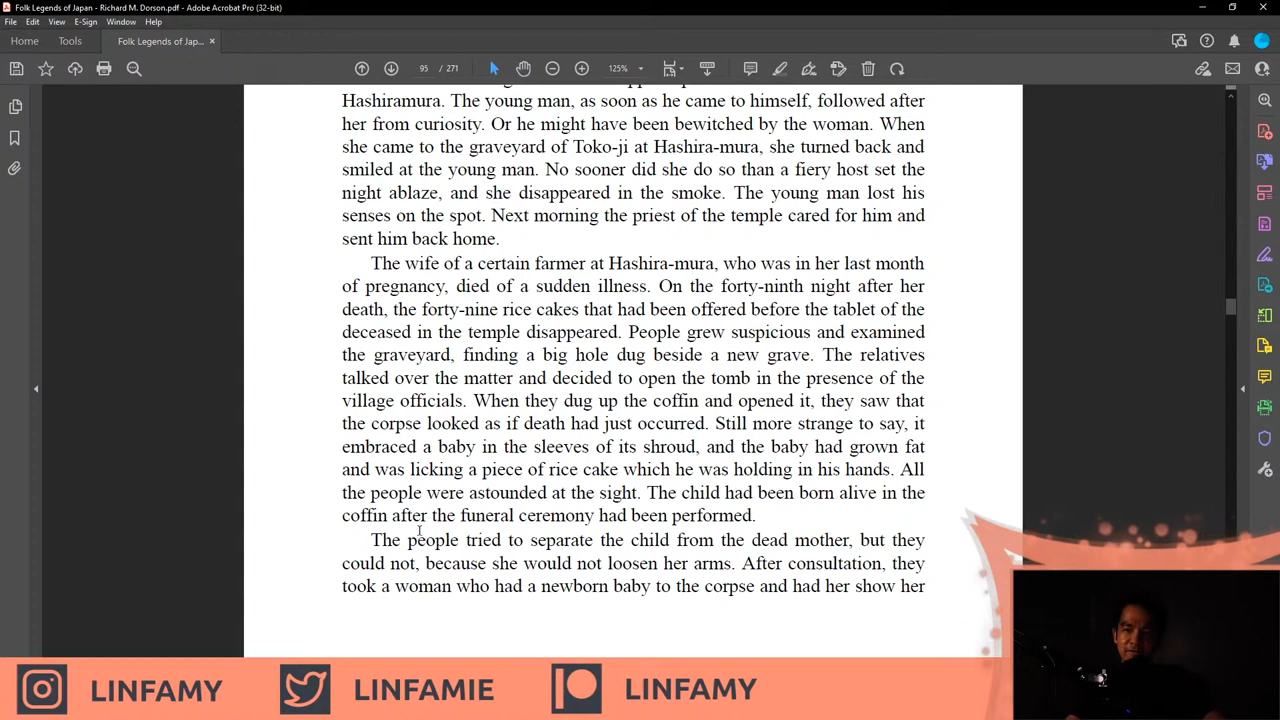 Folk Legends of Japan - Richard M. Dorson.pdf - Adobe Acrobat Pro (32-bit)
File Edit View E-Sign Window Help
Home Tools Folk Legends of Jap... ×
95 / 271 125%
Hashiramura. The young man, as soon as he came to himself, followed after
her from curiosity. Or he might have been bewitched by the woman. When
she came to the graveyard of Toko-ji at Hashira-mura, she turned back and
smiled at the young man. No sooner did she do so than a fiery host set the
night ablaze, and she disappeared in the smoke. The young man lost his
senses on the spot. Next morning the priest of the temple cared for him and
sent him back home.
The wife of a certain farmer at Hashira-mura, who was in her last month
of pregnancy, died of a sudden illness. On the forty-ninth night after her
death, the forty-nine rice cakes that had been offered before the tablet of the
deceased in the temple disappeared. People grew suspicious and examined
the graveyard, finding a big hole dug beside a new grave. The relatives
talked over the matter and decided to open the tomb in the presence of the
village officials. When they dug up the coffin and opened it, they saw that
the corpse looked as if death had just occurred. Still more strange to say, it
embraced a baby in the sleeves of its shroud, and the baby had grown fat
and was licking a piece of rice cake which he was holding in his hands. All
the people were astounded at the sight. The child had been born alive in the
coffin after the funeral ceremony had been performed.
The people tried to separate the child from the dead mother, but they
could not, because she would not loosen her arms. After consultation, they
took a woman who had a newborn baby to the corpse and had her show her
LINFAMY LINFAMIE LINFAMY